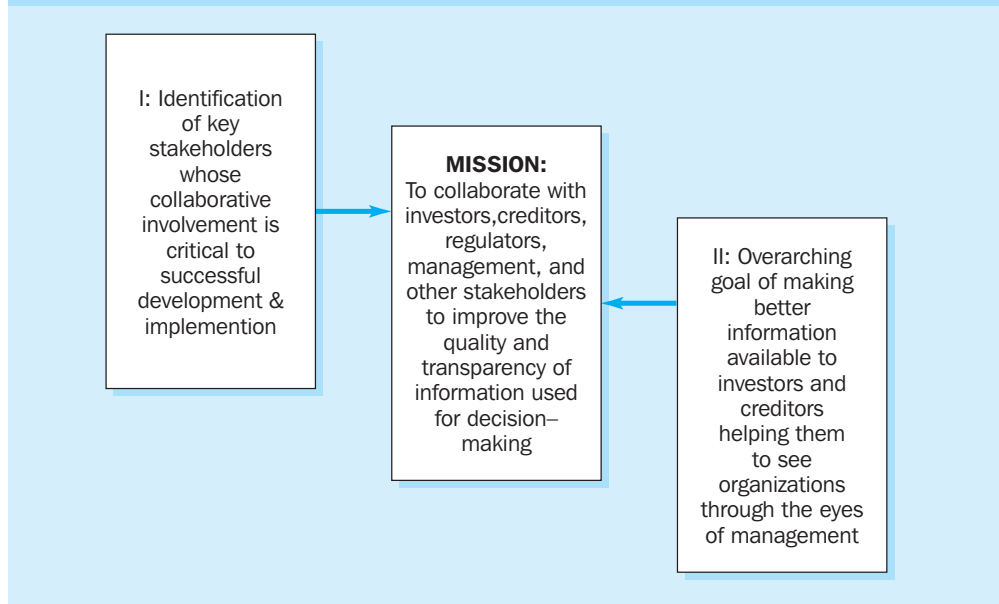 I: Identification
of key
stakeholders
whose
collaborative
involvement is
critical to
successful
development &
implemention
MISSION:
To collaborate with
investors,creditors,
regulators,
management, and
other stakeholders
to improve the
quality and
transparency of
information used
for decision–
making
II: Overarching
goal of making
better
information
available to
investors and
creditors
helping them
to see
organizations
through the eyes
of management